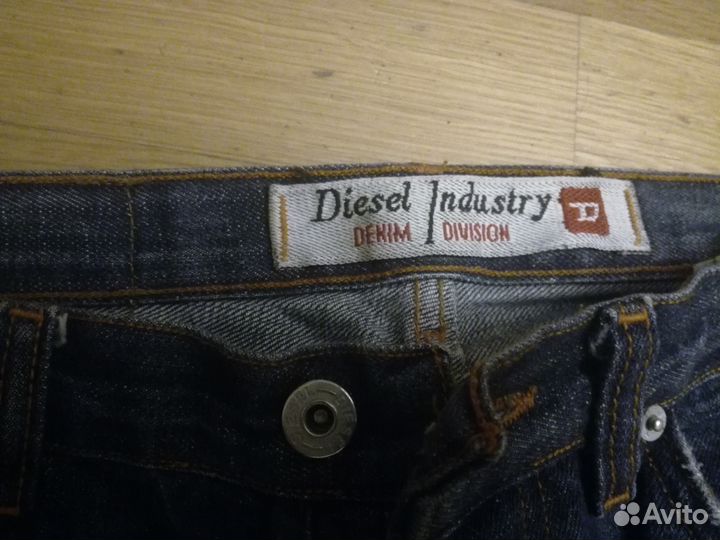 Diesel Industry D
DENIM DIVISION
Avito